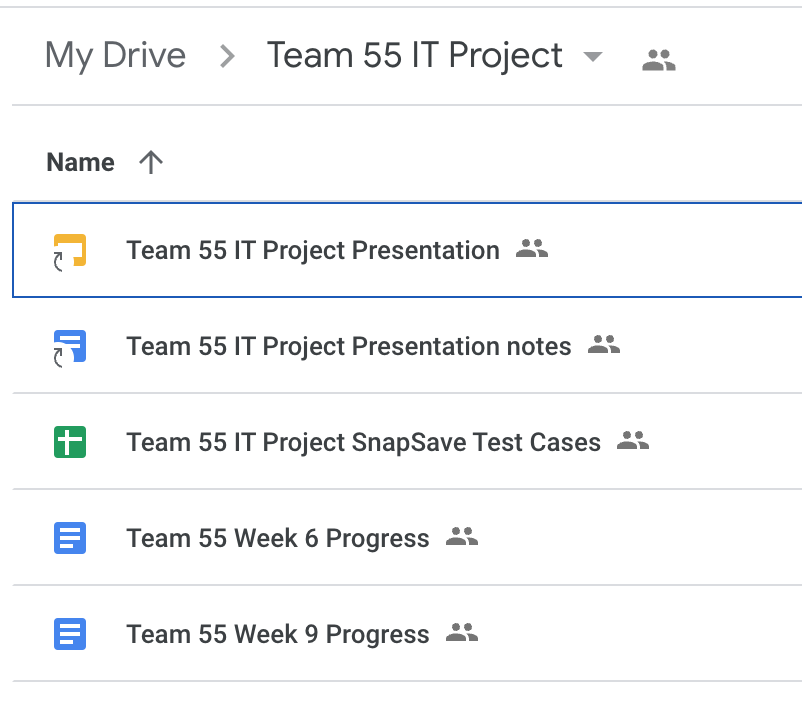 My Drive > Team 55 IT Project
Name
Team 55 IT Project Presentation
Team 55 IT Project Presentation notes
Team 55 IT Project SnapSave Test Cases
Team 55 Week 6 Progress
Team 55 Week 9 Progress